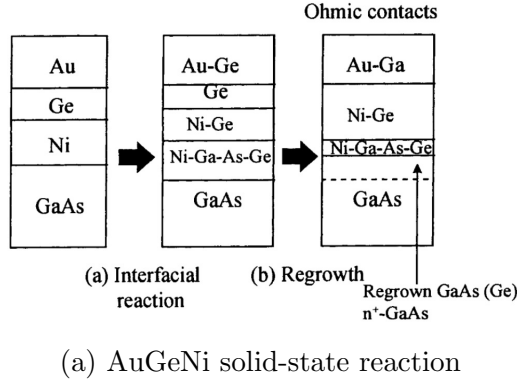 Ohmic contacts
Au
Ge
Ni
GaAs
Au-Ge
Ge
Ni-Ge
Ni-Ga-As-Ge
GaAs
Au-Ga
Ni-Ge
Ni-Ga-As-Ge
GaAs
(a) Interfacial
reaction
(b) Regrowth
Regrown GaAs (Ge)
n⁺-GaAs
(a) AuGeNi solid-state reaction